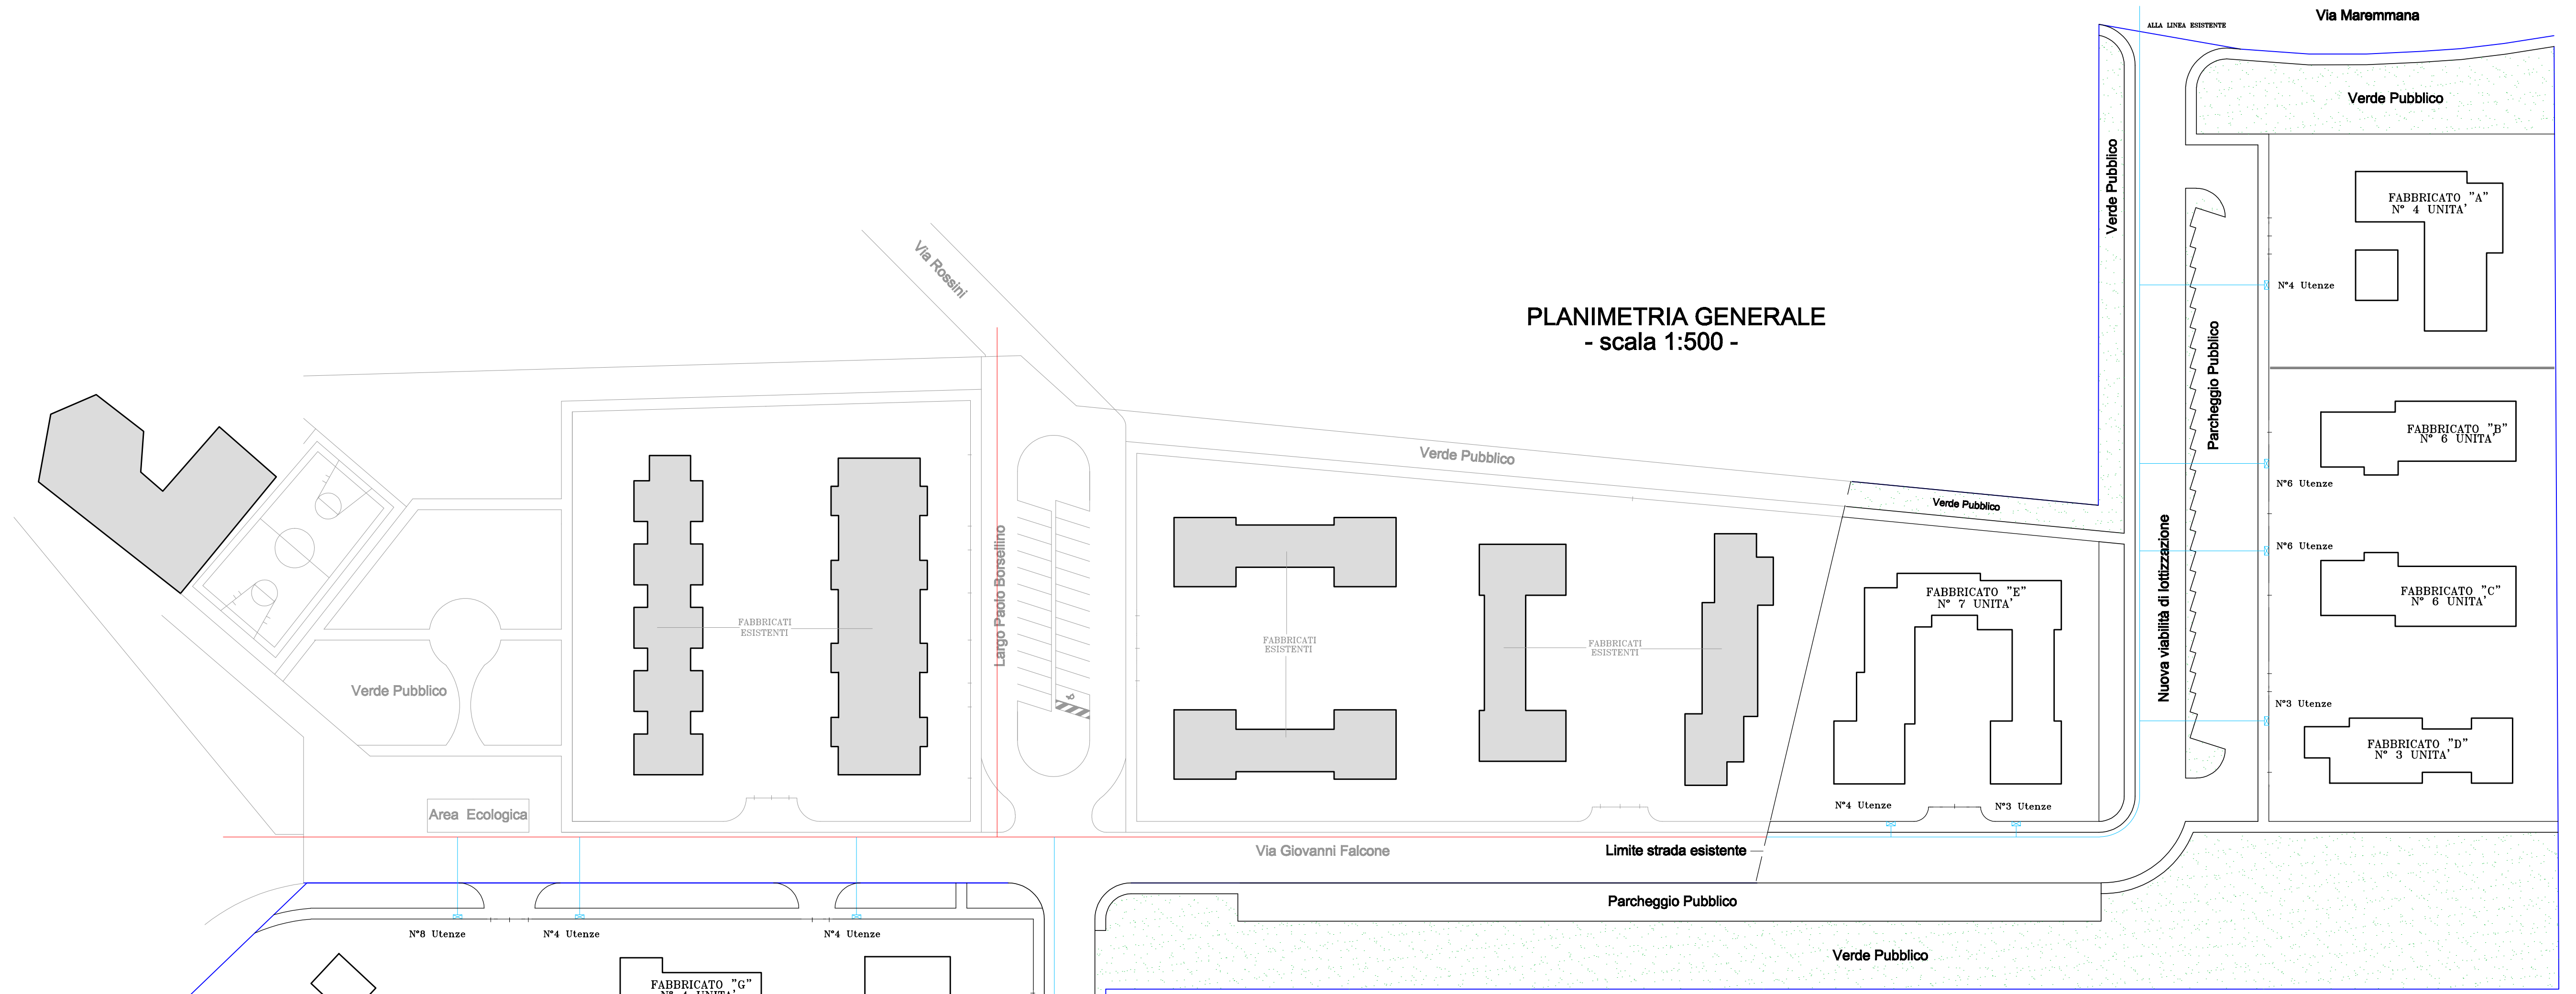 Via Maremmana
ALLA LINEA ESISTENTE
Verde Pubblico
Verde Pubblico
FABBRICATO "A"
N° 4 UNITA'
N°4 Utenze
Via Rossini
PLANIMETRIA GENERALE
- scala 1:500 -
Parcheggio Pubblico
FABBRICATO "B"
N° 6 UNITA'
N°6 Utenze
Verde Pubblico
Verde Pubblico
N°6 Utenze
FABBRICATO "C"
N° 6 UNITA'
Largo Paolo Borsellino
Nuova viabilità di lottizzazione
FABBRICATO "E"
N° 7 UNITA'
FABBRICATI
ESISTENTI
FABBRICATI
ESISTENTI
FABBRICATI
ESISTENTI
Verde Pubblico
N°3 Utenze
FABBRICATO "D"
N° 3 UNITA'
N°4 Utenze
N°3 Utenze
Area Ecologica
Via Giovanni Falcone
Limite strada esistente
Parcheggio Pubblico
N°8 Utenze
N°4 Utenze
N°4 Utenze
Verde Pubblico
FABBRICATO "G"